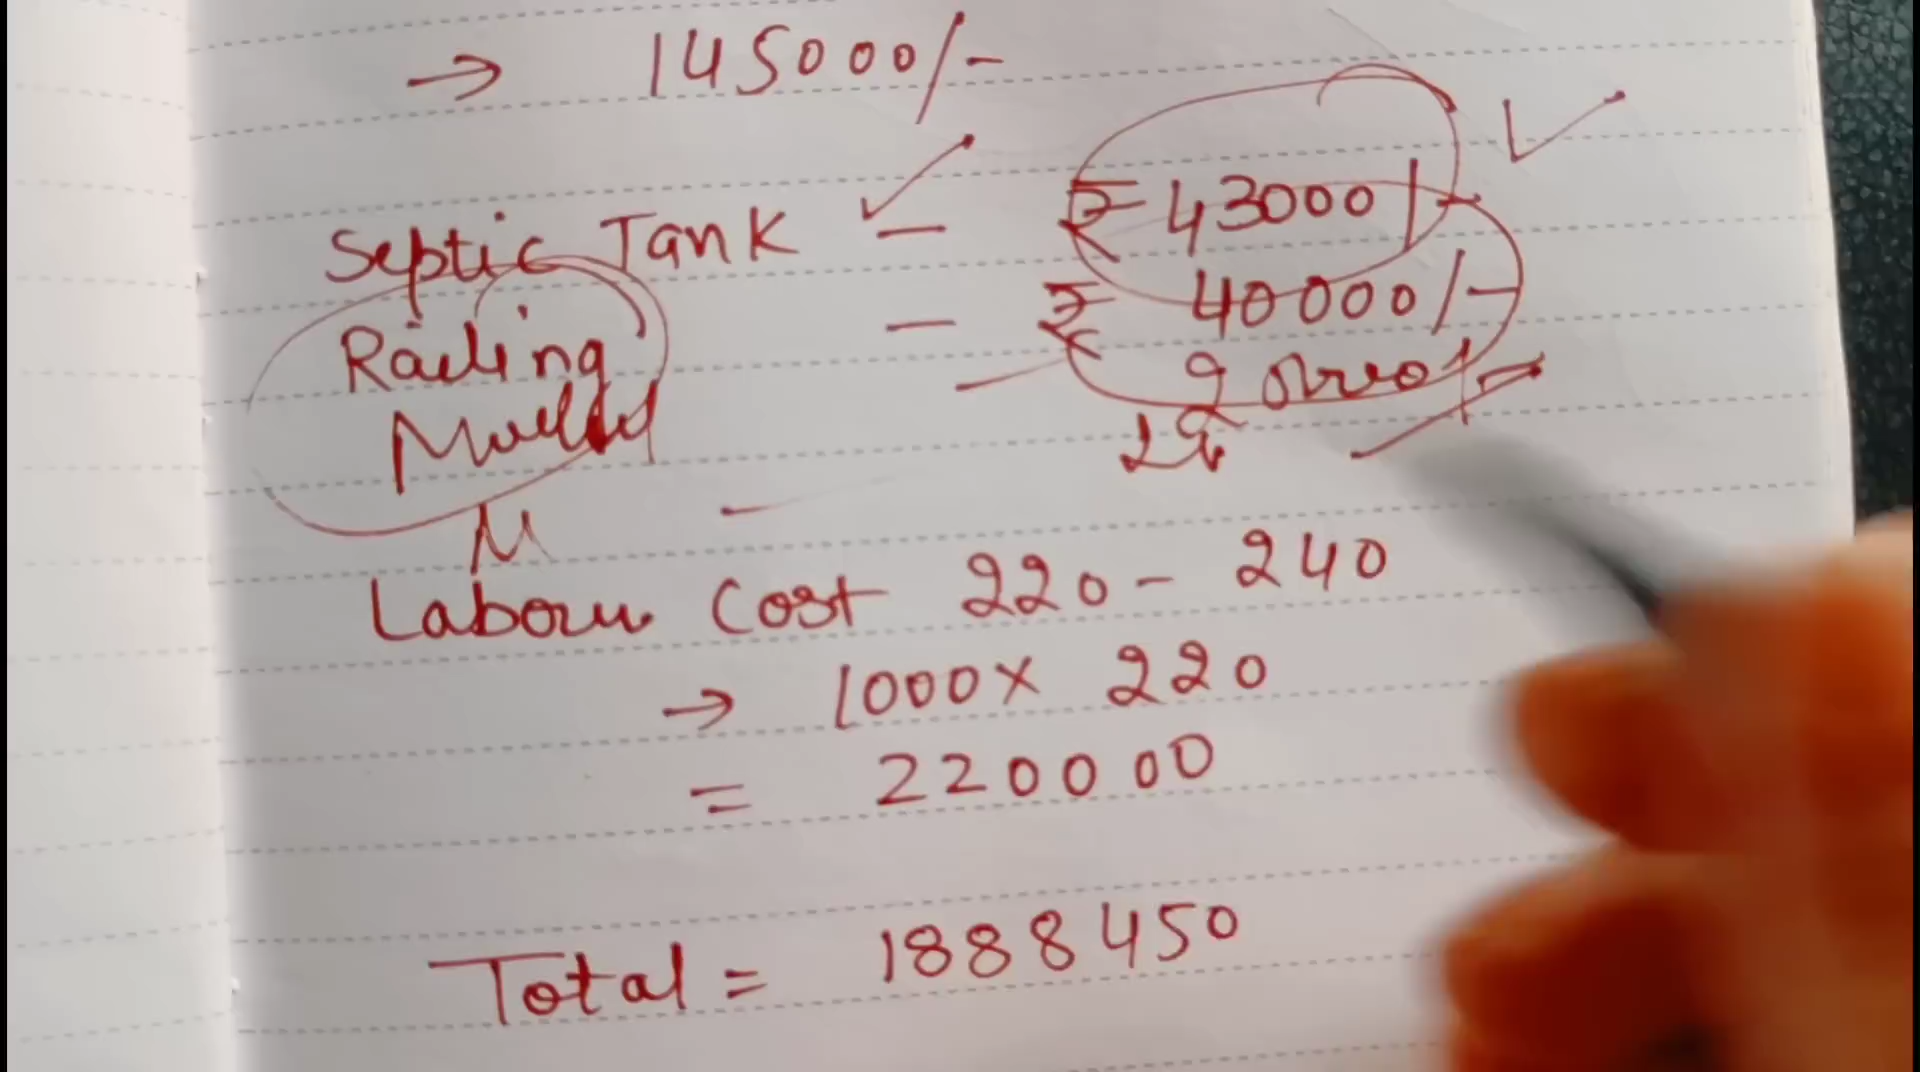 → 145000/-
Septic Tank ✓ - ₹ 43000/- ✓
Railing - ₹ 40000/-
Labour Cost 220 - 240
→ 1000 x 220
= 220000
Total = 1888450